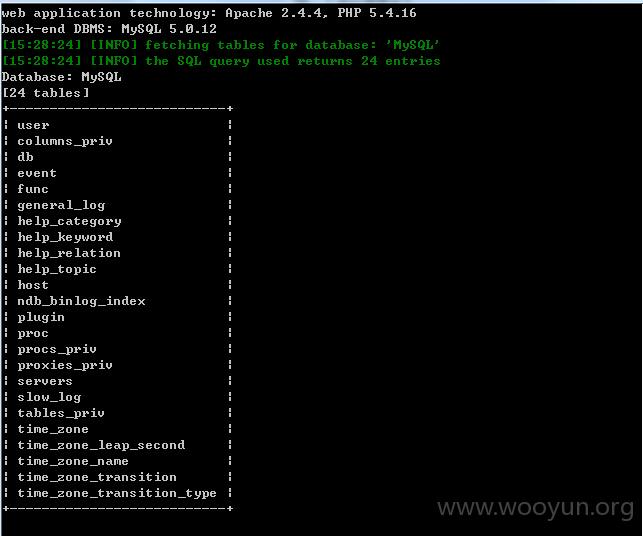 web application technology: Apache 2.4.4, PHP 5.4.16
back-end DBMS: MySQL 5.0.12
[15:28:24] [INFO] fetching tables for database: 'MySQL'
[15:28:24] [INFO] the SQL query used returns 24 entries
Database: MySQL
[24 tables]
+---------------------------+
¦ user                      ¦
¦ columns_priv              ¦
¦ db                        ¦
¦ event                     ¦
¦ func                      ¦
¦ general_log               ¦
¦ help_category             ¦
¦ help_keyword              ¦
¦ help_relation             ¦
¦ help_topic                ¦
¦ host                      ¦
¦ ndb_binlog_index          ¦
¦ plugin                    ¦
¦ proc                      ¦
¦ procs_priv                ¦
¦ proxies_priv              ¦
¦ servers                   ¦
¦ slow_log                  ¦
¦ tables_priv               ¦
¦ time_zone                 ¦
¦ time_zone_leap_second     ¦
¦ time_zone_name            ¦
¦ time_zone_transition      ¦
¦ time_zone_transition_type ¦
+---------------------------+
www.wooyun.org